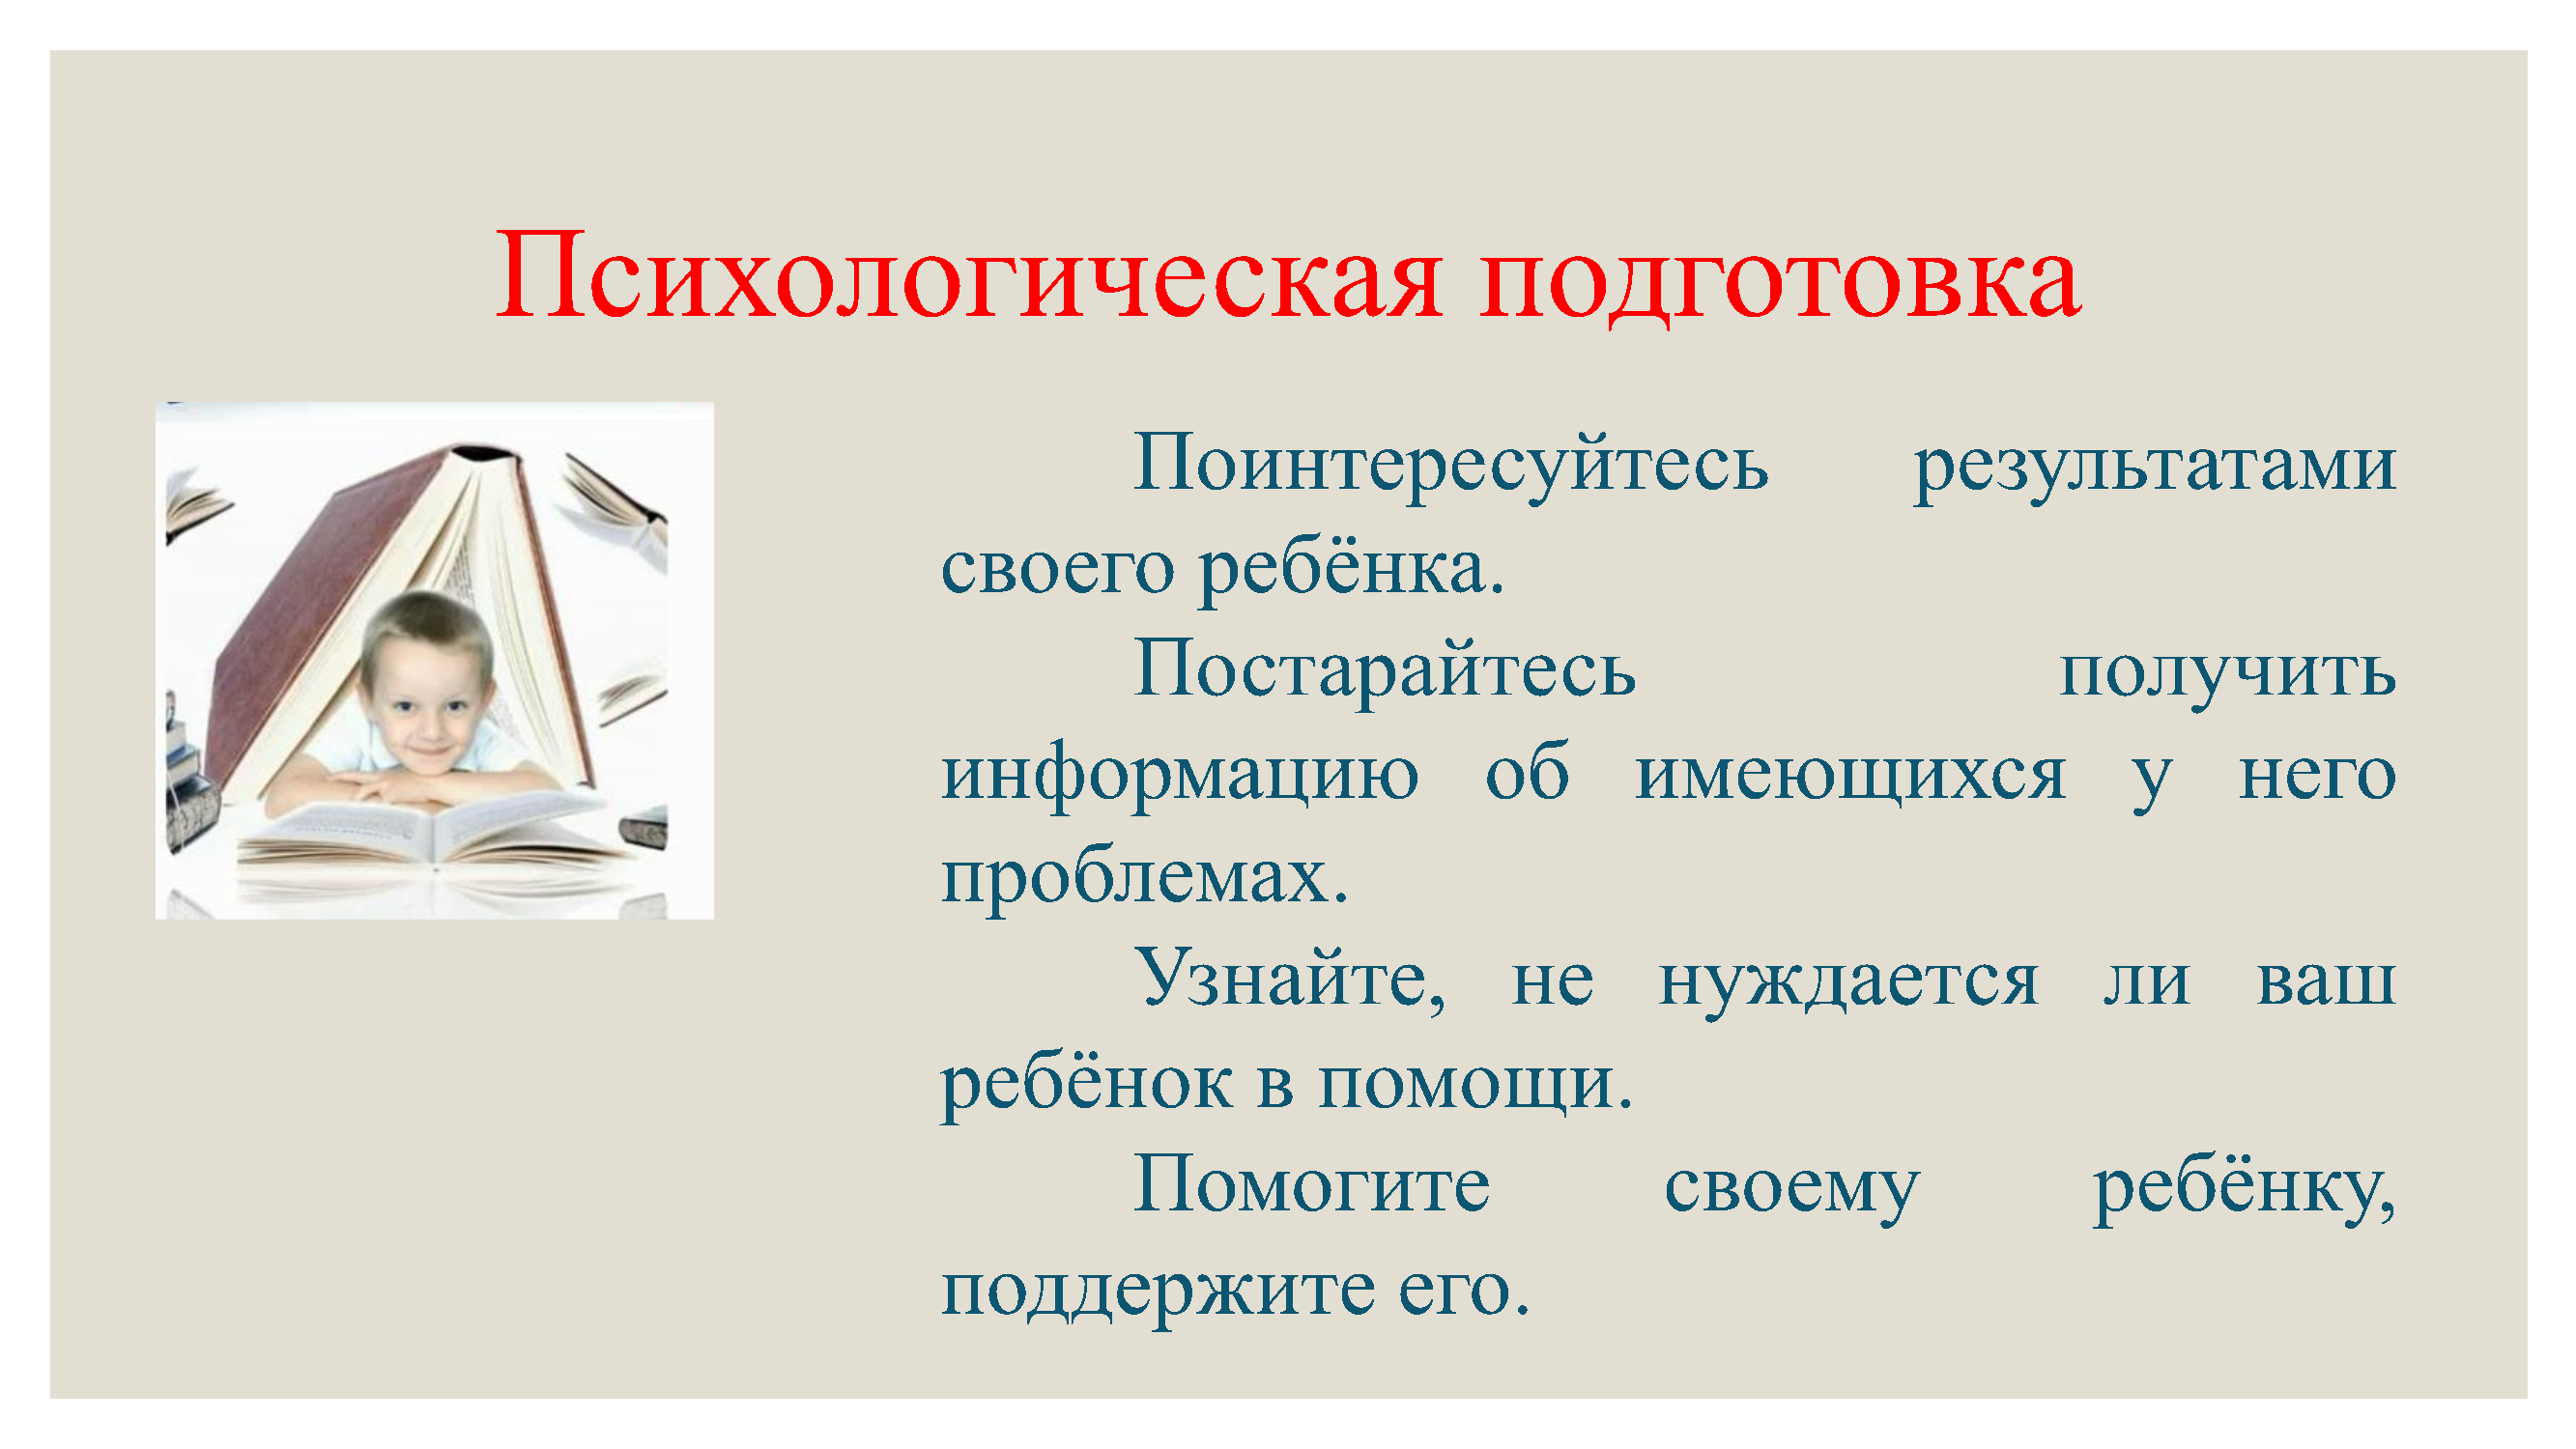 Психологическая подготовка
Поинтересуйтесь результатами
своего ребёнка.
Постарайтесь получить
информацию об имеющихся у него
проблемах.
Узнайте, не нуждается ли ваш
ребёнок в помощи.
Помогите своему ребёнку,
поддержите его.